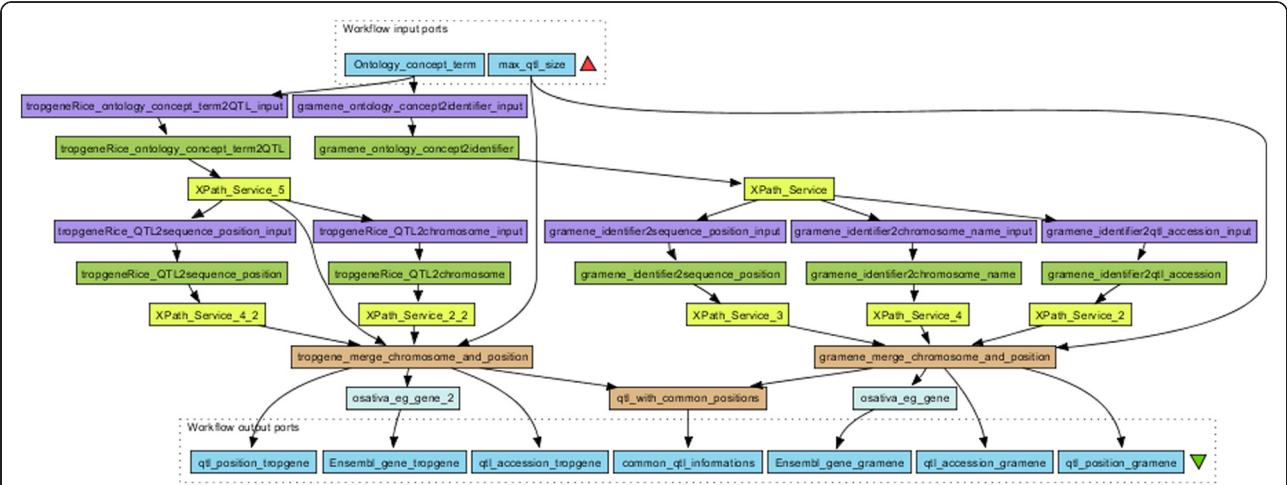 Workflow input ports
Ontology_concept_term max_qtl_size
tropgeneRice_ontology_concept_term2QTL_input gramene_ontology_concept2identifier_input
tropgeneRice_ontology_concept_term2QTL gramene_ontology_concept2identifier
XPath_Service_5 XPath_Service
tropgeneRice_QTL2sequence_position_input tropgeneRice_QTL2chromosome_input gramene_identifier2sequence_position_input gramene_identifier2chromosome_name_input gramene_identifier2qtl_accession_input
tropgeneRice_QTL2sequence_position tropgeneRice_QTL2chromosome gramene_identifier2sequence_position gramene_identifier2chromosome_name gramene_identifier2qtl_accession
XPath_Service_4_2 XPath_Service_2_2 XPath_Service_3 XPath_Service_4 XPath_Service_2
tropgene_merge_chromosome_and_position gramene_merge_chromosome_and_position
osativa_eg_gene_2 qtl_with_common_positions osativa_eg_gene
Workflow output ports
qtl_position_tropgene Ensembl_gene_tropgene qtl_accession_tropgene common_qtl_informations Ensembl_gene_gramene qtl_accession_gramene qtl_position_gramene